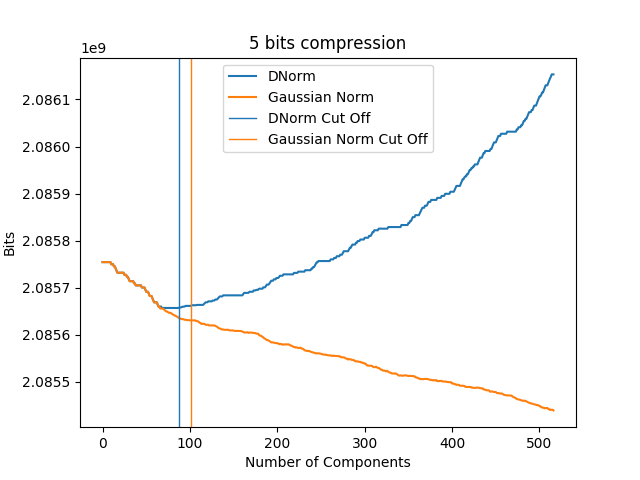 5 bits compression
1e9
DNorm
Gaussian Norm
DNorm Cut Off
Gaussian Norm Cut Off
2.0861
2.0860
2.0859
2.0858
2.0857
2.0856
2.0855
Bits
0 100 200 300 400 500
Number of Components